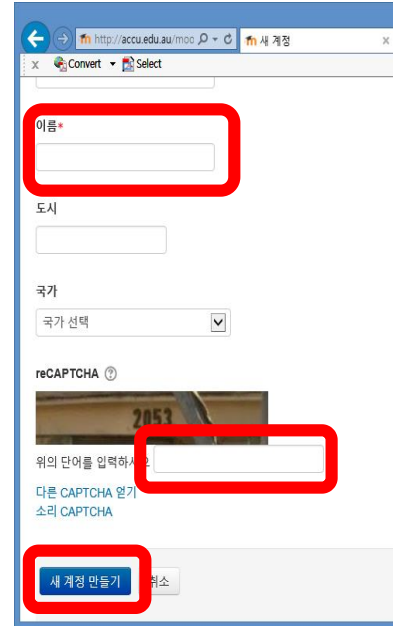 http://accu.edu.au/moo
새 계정
x Convert Select
이름*
도시
국가
국가 선택
reCAPTCHA
2053
위의 단어를 입력하
다른 CAPTCHA 얻기
소리 CAPTCHA
새 계정 만들기
취소